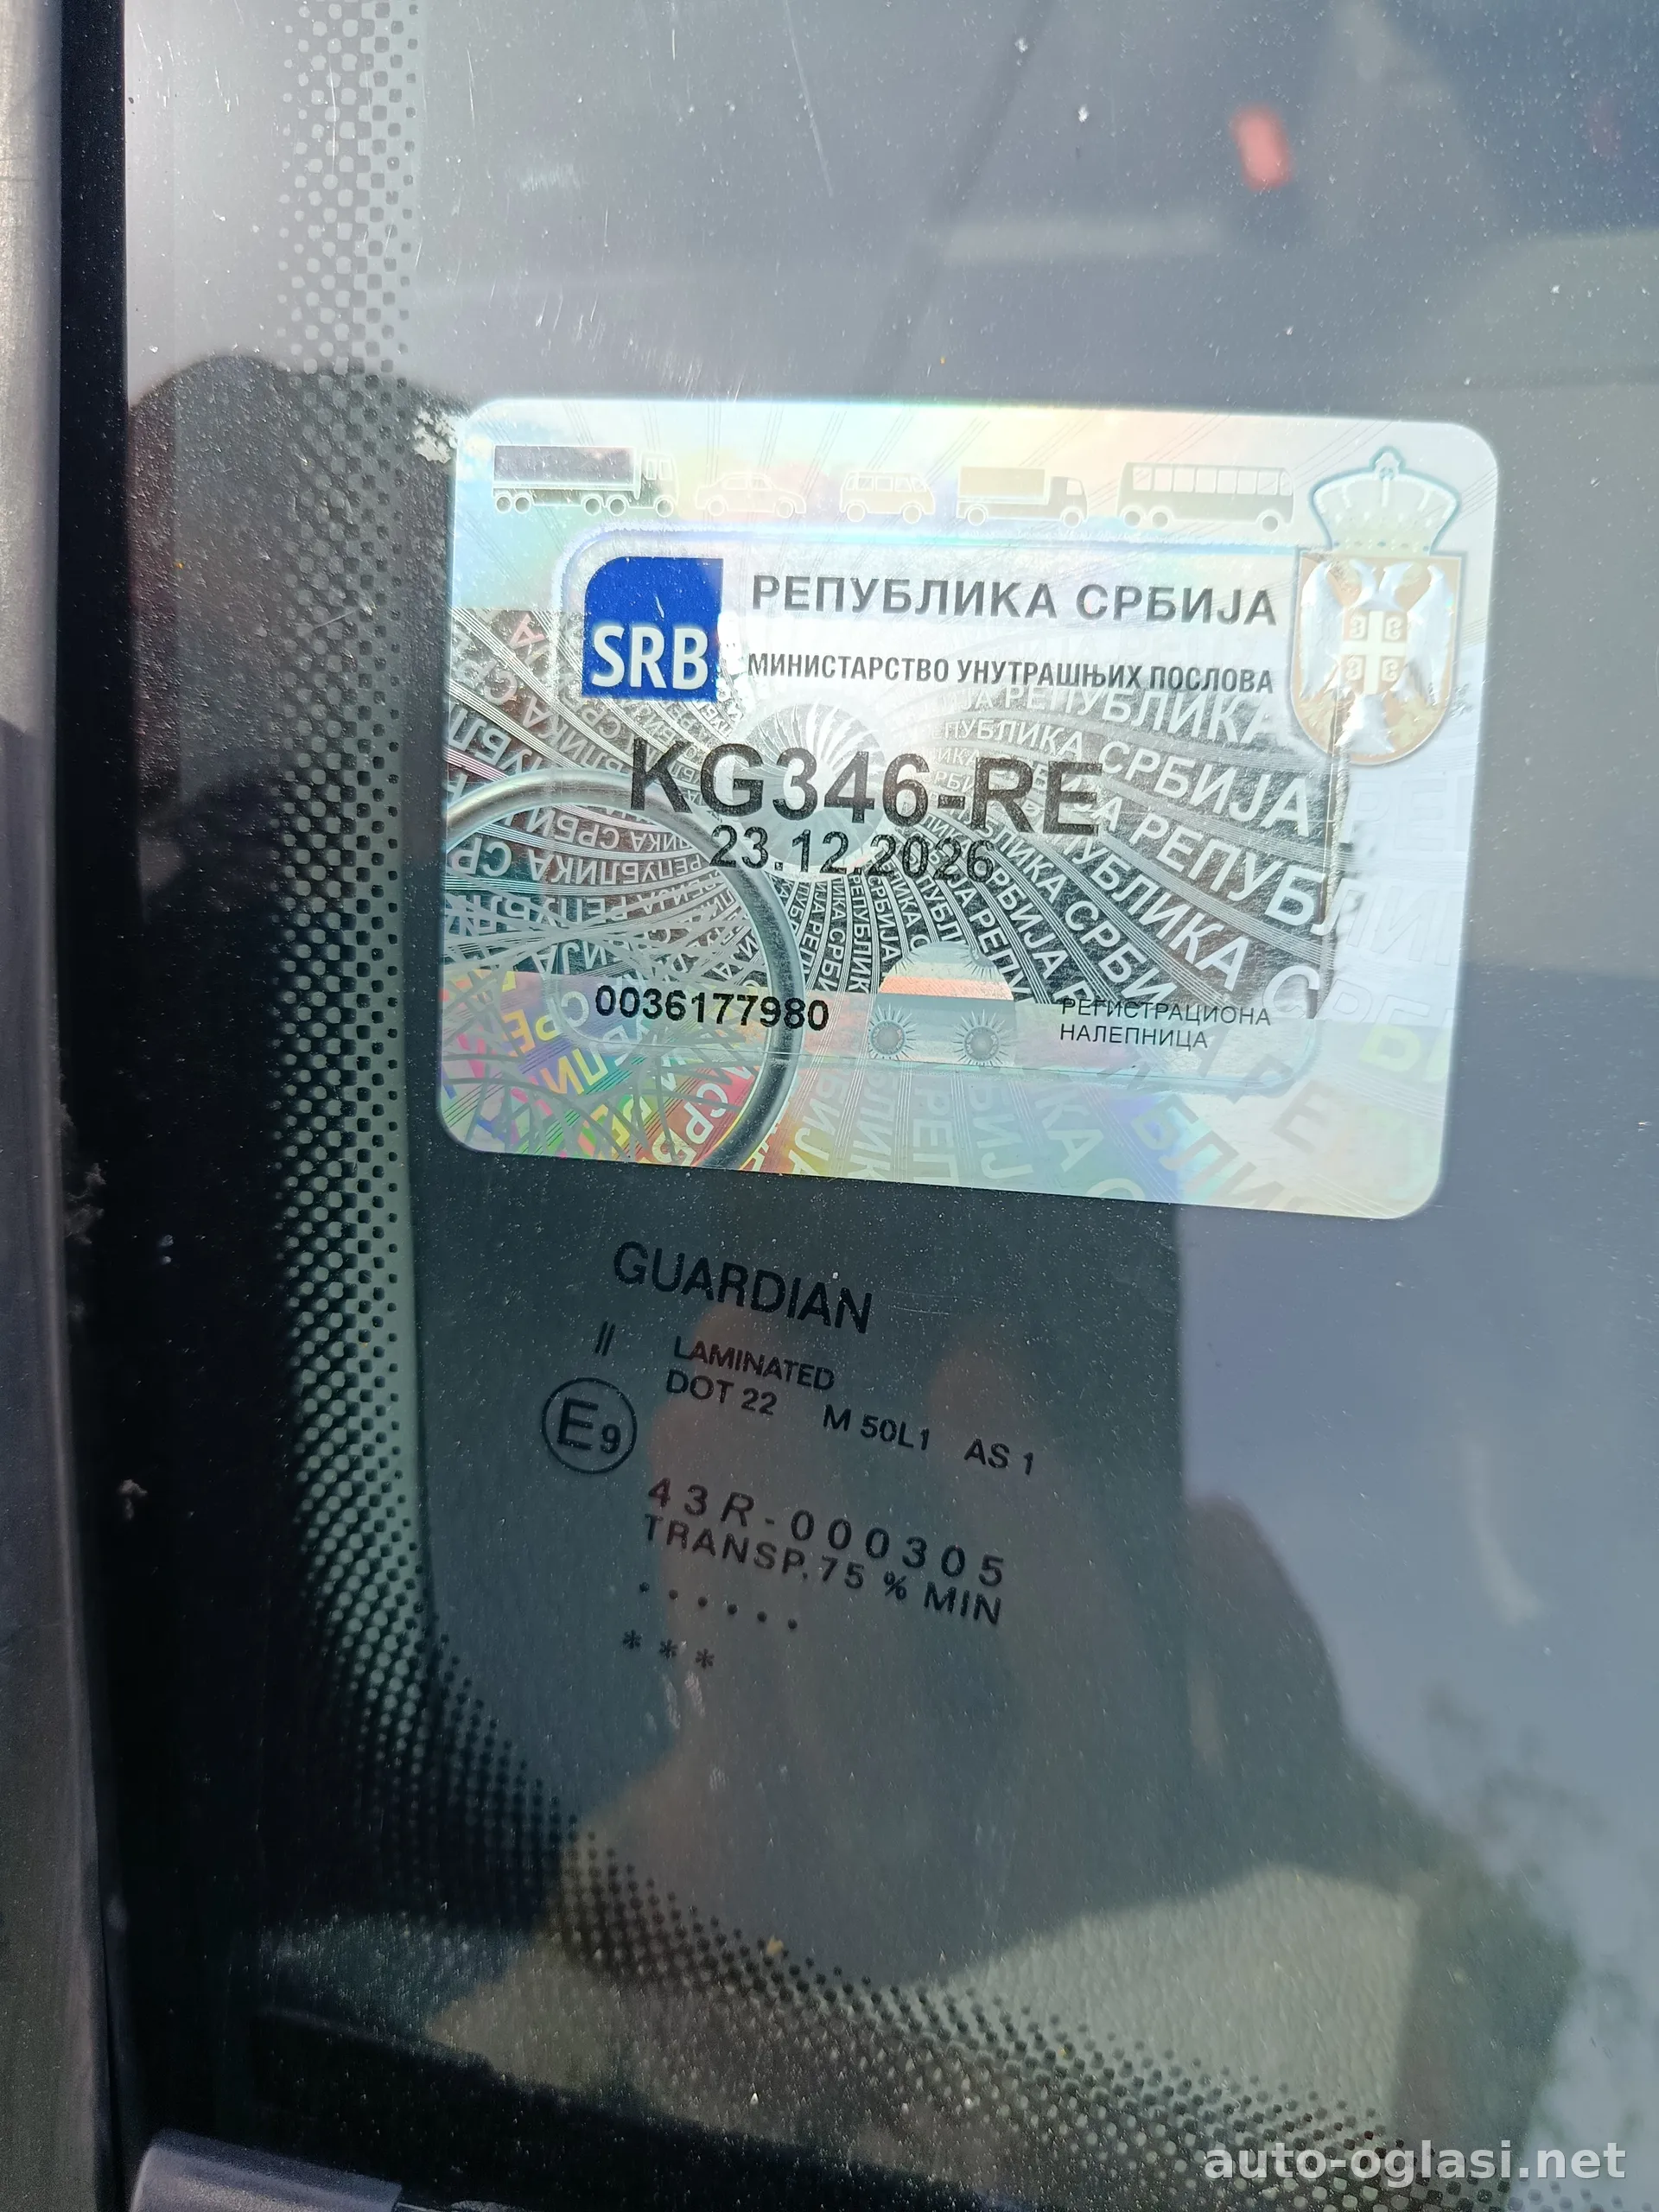 SRB
РЕПУБЛИКА СРБИЈА
МИНИСТАРСТВО УНУТРАШЊИХ ПОСЛОВА
KG346-RE
23.12.2026
0036177980
РЕГИСТРАЦИОНА
НАЛЕПНИЦА
GUARDIAN
// LAMINATED
DOT 22 M 50L1 AS 1
E9
43R-000305
TRANSP. 75 % MIN
......
***
auto-oglasi.net